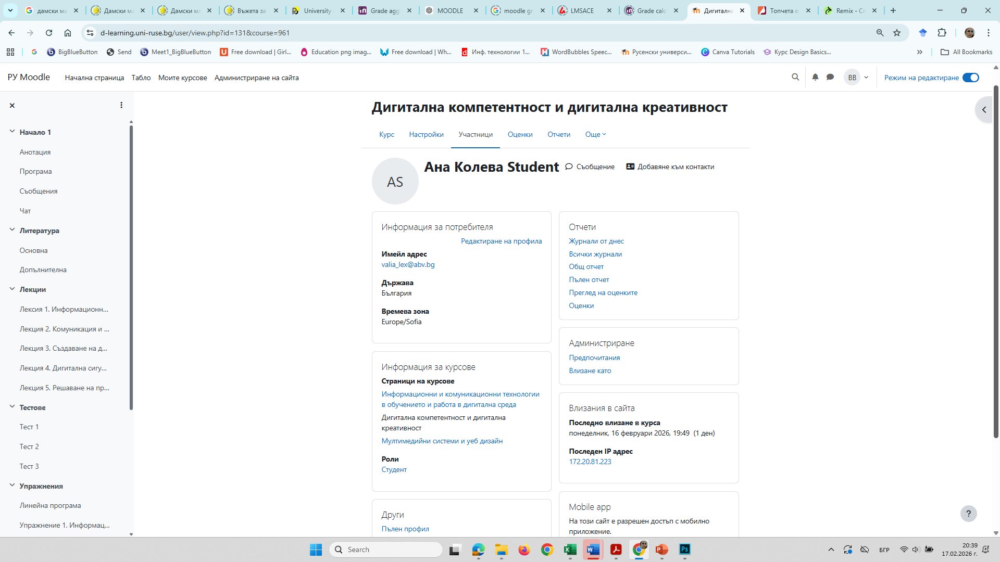 дамски ма
Дамски ма
Дамски ма
Въжета за
University
Grade agg
MOODLE
moodle gr
LMSACE
Grade calc
Дигитална
Топчета о
Remix - Cr
d-learning.uni-ruse.bg/user/view.php?id=131&course=961
BigBlueButton
Send
Meet1_BigBlueButton
Free download | Girl...
Education png imag...
Free download | Wh...
Инф. технологии 1...
WordBubbles Speec...
Русенски универси...
Canva Tutorials
Курс Design Basics...
All Bookmarks
РУ Moodle
Начална страница
Табло
Моите курсове
Администриране на сайта
ВВ
Режим на редактиране
Начало 1
Анотация
Програма
Съобщения
Чат
Литература
Основна
Допълнителна
Лекции
Лексия 1. Информационн...
Лекция 2. Комуникация и ...
Лекция 3. Създаване на д...
Лекция 4. Дигитална сигу...
Лекция 5. Решаване на пр...
Тестове
Тест 1
Тест 2
Тест 3
Упражнения
Линейна програма
Упражнение 1. Информац...
Дигитална компетентност и дигитална креативност
Курс
Настройки
Участници
Оценки
Отчети
Още
AS
Ана Колева Student
Съобщение
Добавяне към контакти
Информация за потребителя
Редактиране на профила
Имейл адрес
valia_lex@abv.bg
Държава
България
Времева зона
Europe/Sofia
Информация за курсове
Страници на курсове
Информационни и комуникационни технологии
в обучението и работа в дигитална среда
Дигитална компетентност и дигитална
креативност
Мултимедийни системи и уеб дизайн
Роли
Студент
Други
Пълен профил
Отчети
Журнали от днес
Всички журнали
Общ отчет
Пълен отчет
Преглед на оценките
Оценки
Администриране
Предпочитания
Влизане като
Влизания в сайта
Последно влизане в курса
понеделник, 16 февруари 2026, 19:49 (1 ден)
Последен IP адрес
172.20.81.223
Mobile app
На този сайт е разрешен достъп с мобилно
приложение.
?
Search
БГР
20:39
17.02.2026 г.